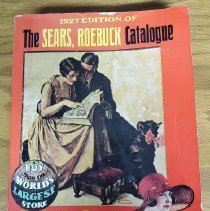 1927 EDITION OF
The SEARS, ROEBUCK Catalogue
BUY
FROM THE
WORLD'S
LARGEST
STORE